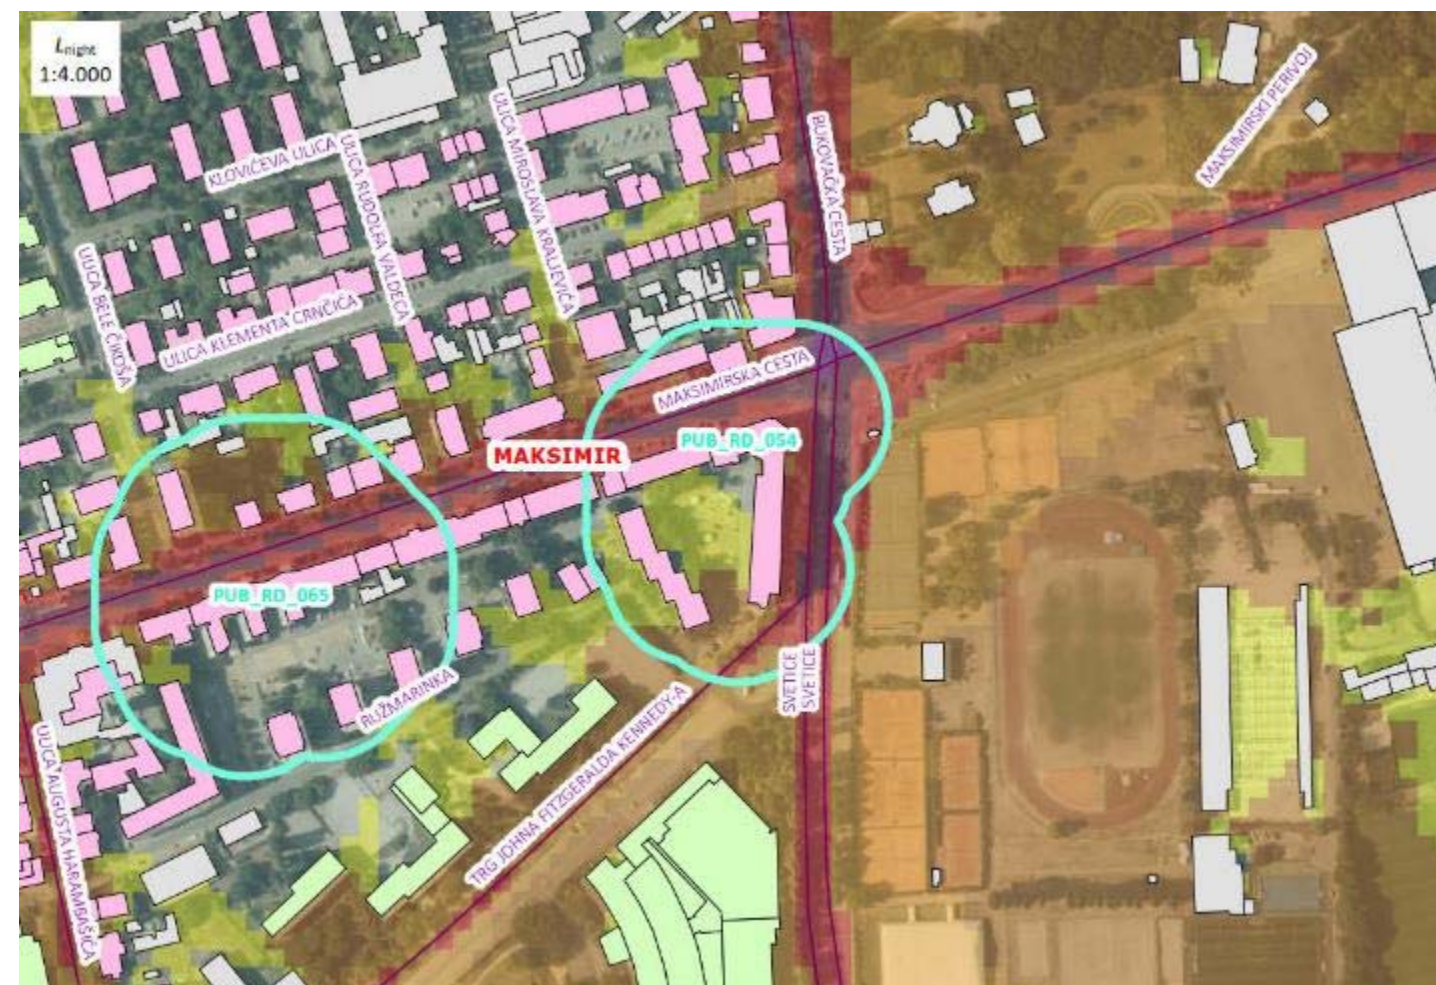 Lnight
1:4.000
MAKSIMIRSKI PERIVOJ
ULICA MIROSLAVA KRALJEVIĆA
BUKOVAČKA CESTA
KLOVIĆEVA ULICA
ULICA RUDOLFA VALDECA
ULICA BELE ČIKOŠA
ULICA KLEMENTA CRNČIĆA
MAKSIMIRSKA CESTA
PUB_RD_054
MAKSIMIR
PUB_RD_065
RUŽMARINKA
SVETICE
SVETICE
TRG JOHNA FITZGERALDA KENNEDYA
ULICA AUGUSTA HARAMBAŠIĆA